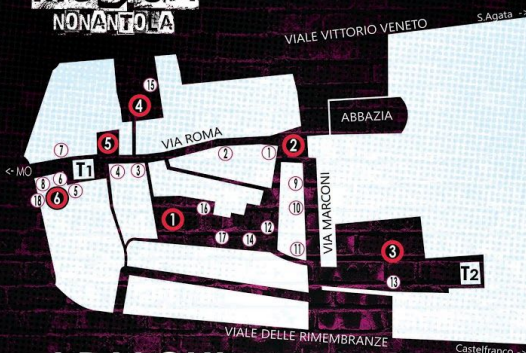 NONANTOLA
VIALE VITTORIO VENETO
S.Agata ->
15
4
ABBAZIA
5
VIA ROMA
7
2
1
2
<- MO
T1
4
3
8
6
5
18
6
9
10
16
1
12
17
14
11
VIA MARCONI
3
T2
13
VIALE DELLE RIMEMBRANZE
Castelfranco ->